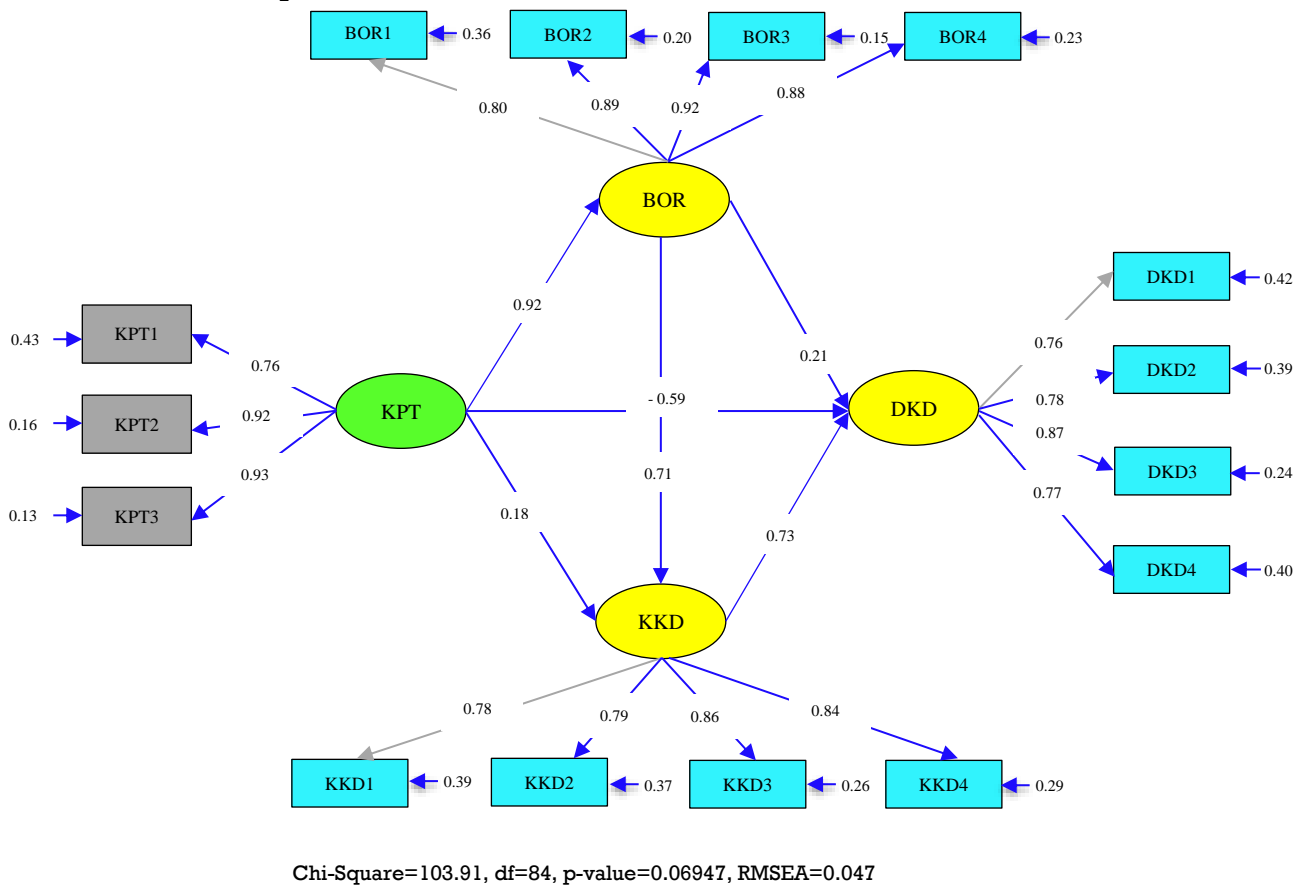 BOR1
0.36
BOR2
0.20
BOR3
0.15
BOR4
0.23
0.80
0.89
0.92
0.88
BOR
DKD1
0.42
KPT1
0.43
0.76
0.92
0.76
0.21
DKD2
0.39
KPT
- 0.59
DKD
0.78
KPT2
0.16
0.92
0.87
DKD3
0.24
0.93
0.71
0.77
KPT3
0.13
0.18
0.73
DKD4
0.40
KKD
0.78
0.79
0.86
0.84
KKD1
0.39
KKD2
0.37
KKD3
0.26
KKD4
0.29
Chi-Square=103.91, df=84, p-value=0.06947, RMSEA=0.047